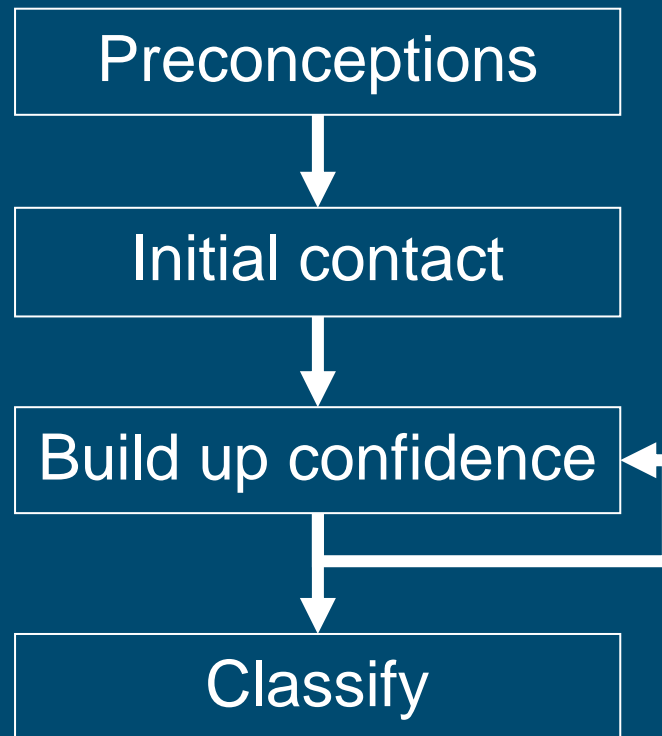 Preconceptions
Initial contact
Build up confidence
Classify